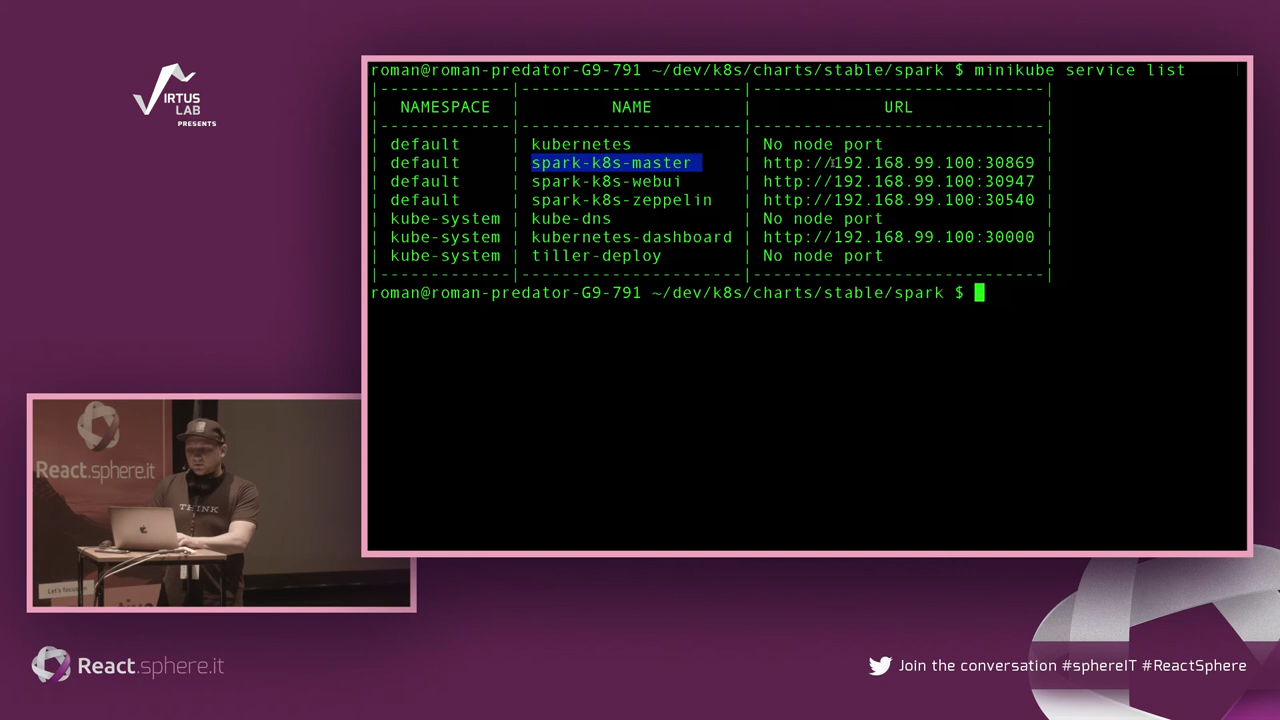 VIRTUS
LAB
PRESENTS
roman@roman-predator-G9-791 ~/dev/k8s/charts/stable/spark $ minikube service list
|-------------|----------------------|-----------------------------|
| NAMESPACE | NAME | URL |
|-------------|----------------------|-----------------------------|
| default | kubernetes | No node port
| default | spark-k8s-master | http://192.168.99.100:30869 |
| default | spark-k8s-webui | http://192.168.99.100:30947 |
| default | spark-k8s-zeppelin | http://192.168.99.100:30540 |
| kube-system | kube-dns | No node port
| kube-system | kubernetes-dashboard | http://192.168.99.100:30000 |
| kube-system | tiller-deploy | No node port
|-------------|----------------------|-----------------------------|
roman@roman-predator-G9-791 ~/dev/k8s/charts/stable/spark $
React.sphere.it
THINK
React.sphere.it
Join the conversation #sphereIT #ReactSphere